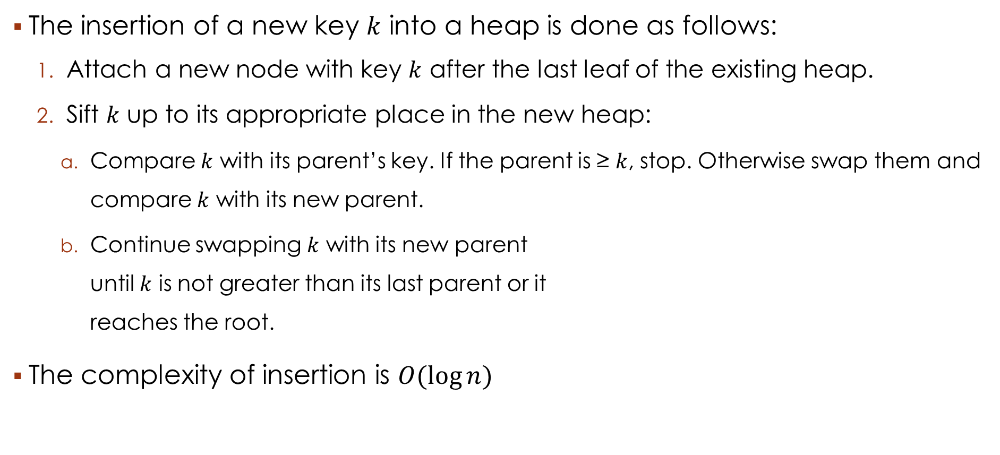 ▪ The insertion of a new key k into a heap is done as follows:
1. Attach a new node with key k after the last leaf of the existing heap.
2. Sift k up to its appropriate place in the new heap:
a. Compare k with its parent’s key. If the parent is ≥ k, stop. Otherwise swap them and
compare k with its new parent.
b. Continue swapping k with its new parent
until k is not greater than its last parent or it
reaches the root.
▪ The complexity of insertion is O(log n)